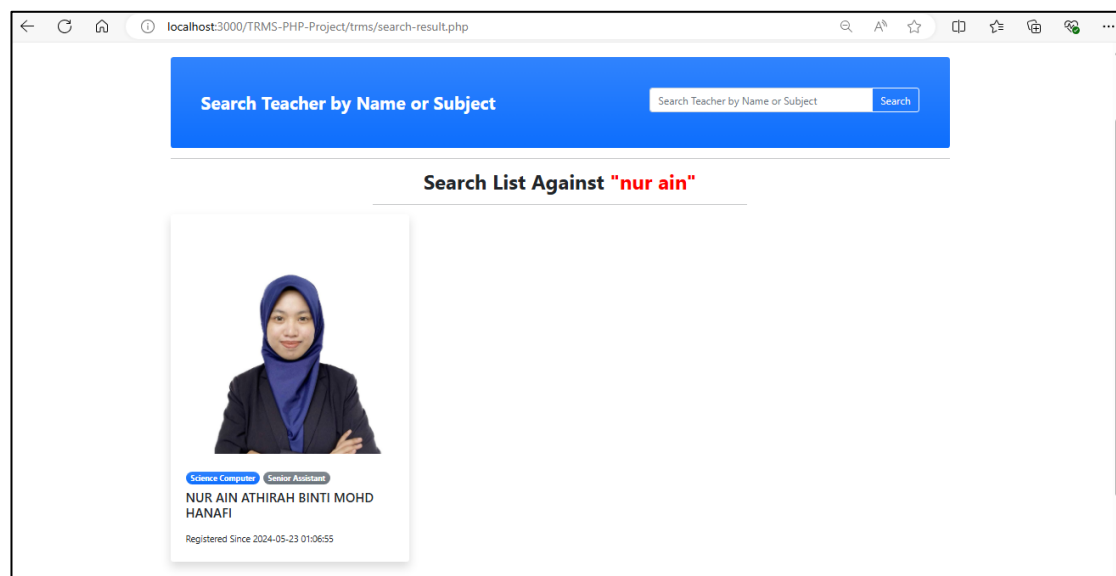 localhost:3000/TRMS-PHP-Project/trms/search-result.php
Search Teacher by Name or Subject
Search Teacher by Name or Subject
Search
Search List Against "nur ain"
Science Computer
Senior Assistant
NUR AIN ATHIRAH BINTI MOHD
HANAFI
Registered Since 2024-05-23 01:06:55